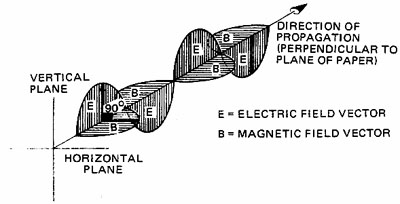 DIRECTION OF
PROPAGATION
(PERPENDICULAR TO
PLANE OF PAPER)
E
B
E
B
VERTICAL
PLANE
E
90°
B
E
B
E = ELECTRIC FIELD VECTOR
B = MAGNETIC FIELD VECTOR
HORIZONTAL
PLANE